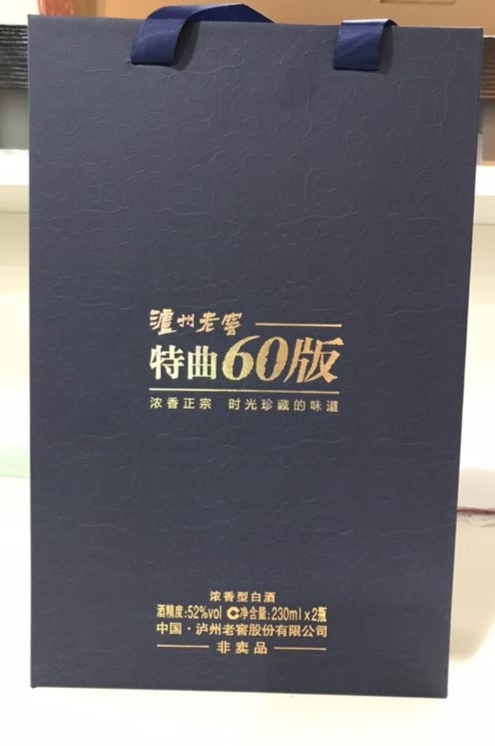 泸州老窖
特曲60版
浓香正宗 时光珍藏的味道
浓香型白酒
酒精度:52%vol C净含量:230ml x 2瓶
中国·泸州老窖股份有限公司
非卖品